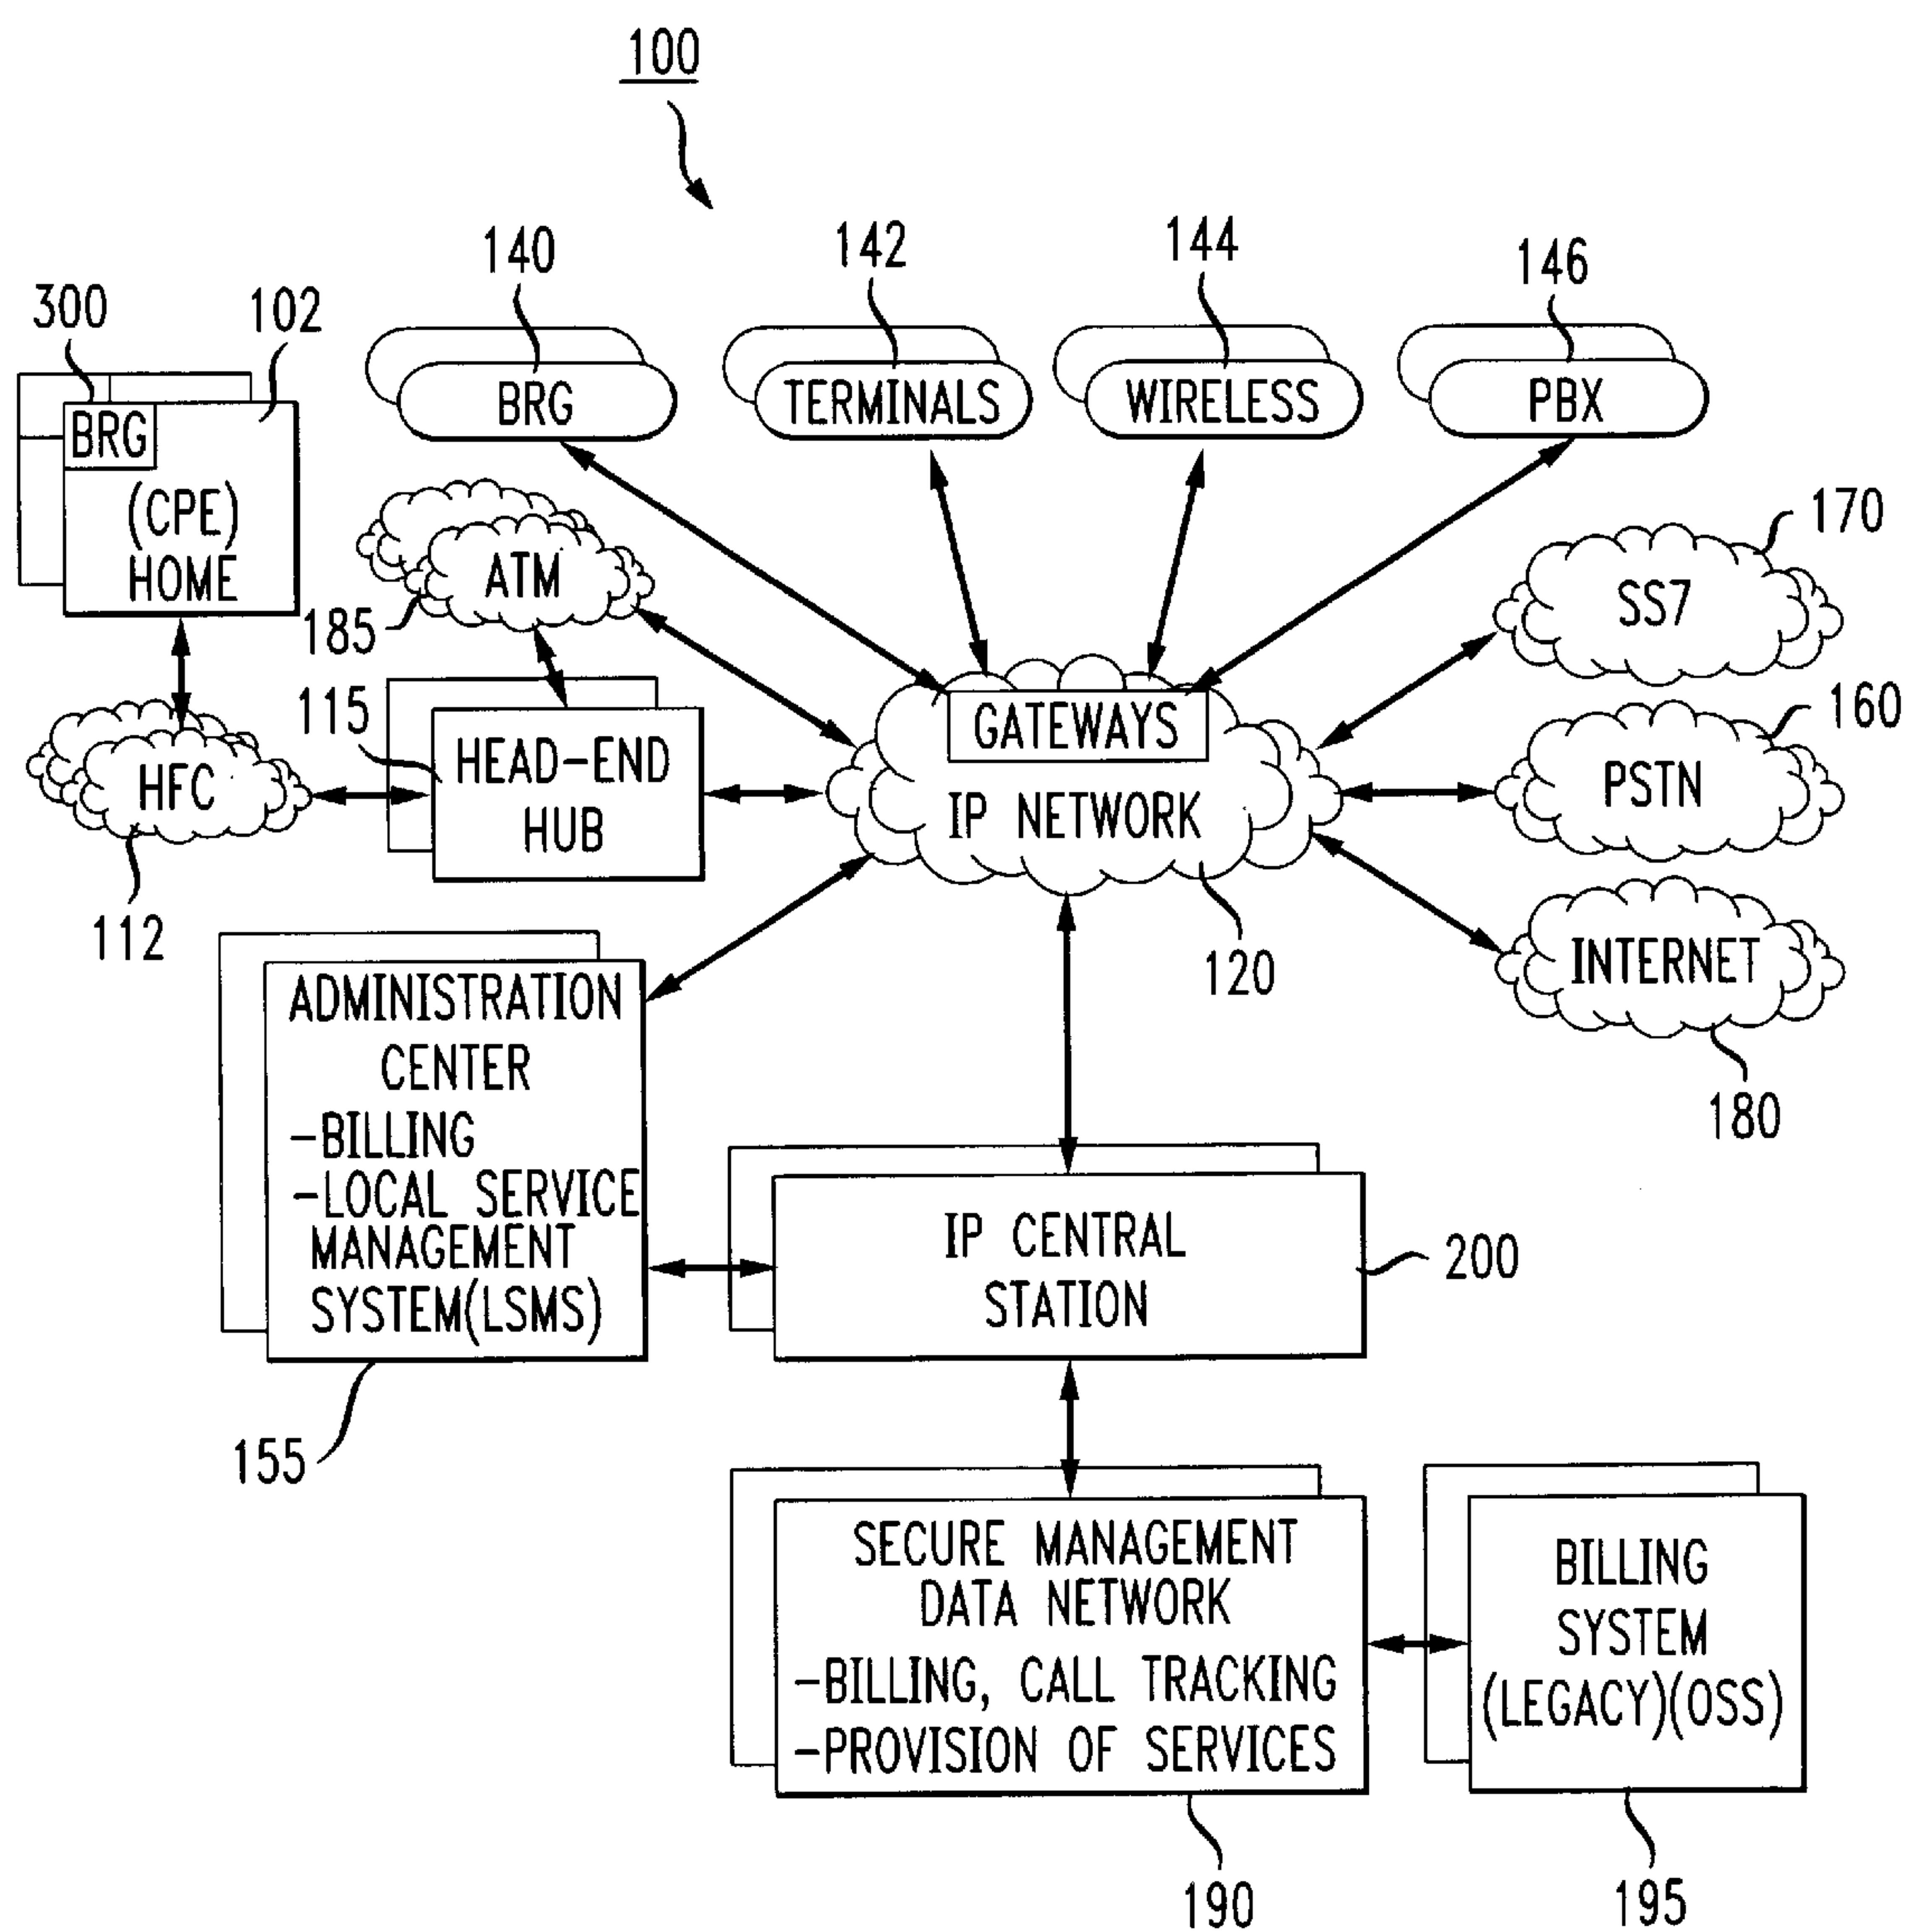 100
140
142
144
146
300
102
BRG
TERMINALS
WIRELESS
PBX
BRG
(CPE)
HOME
170
ATM
SS7
185
115
160
GATEWAYS
HEAD-END
HUB
HFC
IP NETWORK
PSTN
112
120
INTERNET
180
ADMINISTRATION
CENTER
-BILLING
-LOCAL SERVICE
MANAGEMENT
SYSTEM(LSMS)
IP CENTRAL
STATION
200
155
SECURE MANAGEMENT
DATA NETWORK
-BILLING, CALL TRACKING
-PROVISION OF SERVICES
BILLING
SYSTEM
(LEGACY)(OSS)
190
195